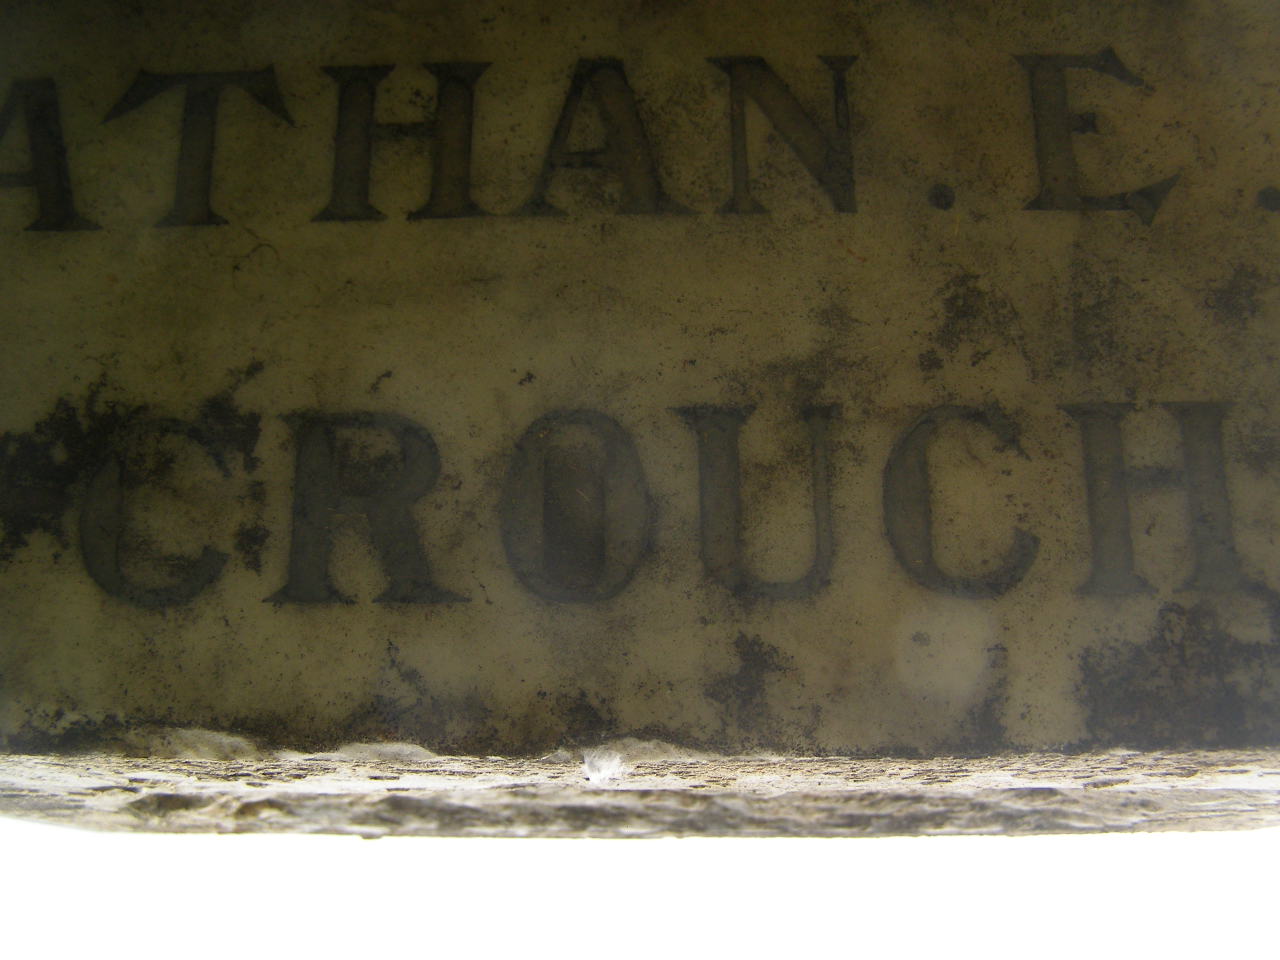 ATHAN . E .
CROUCH